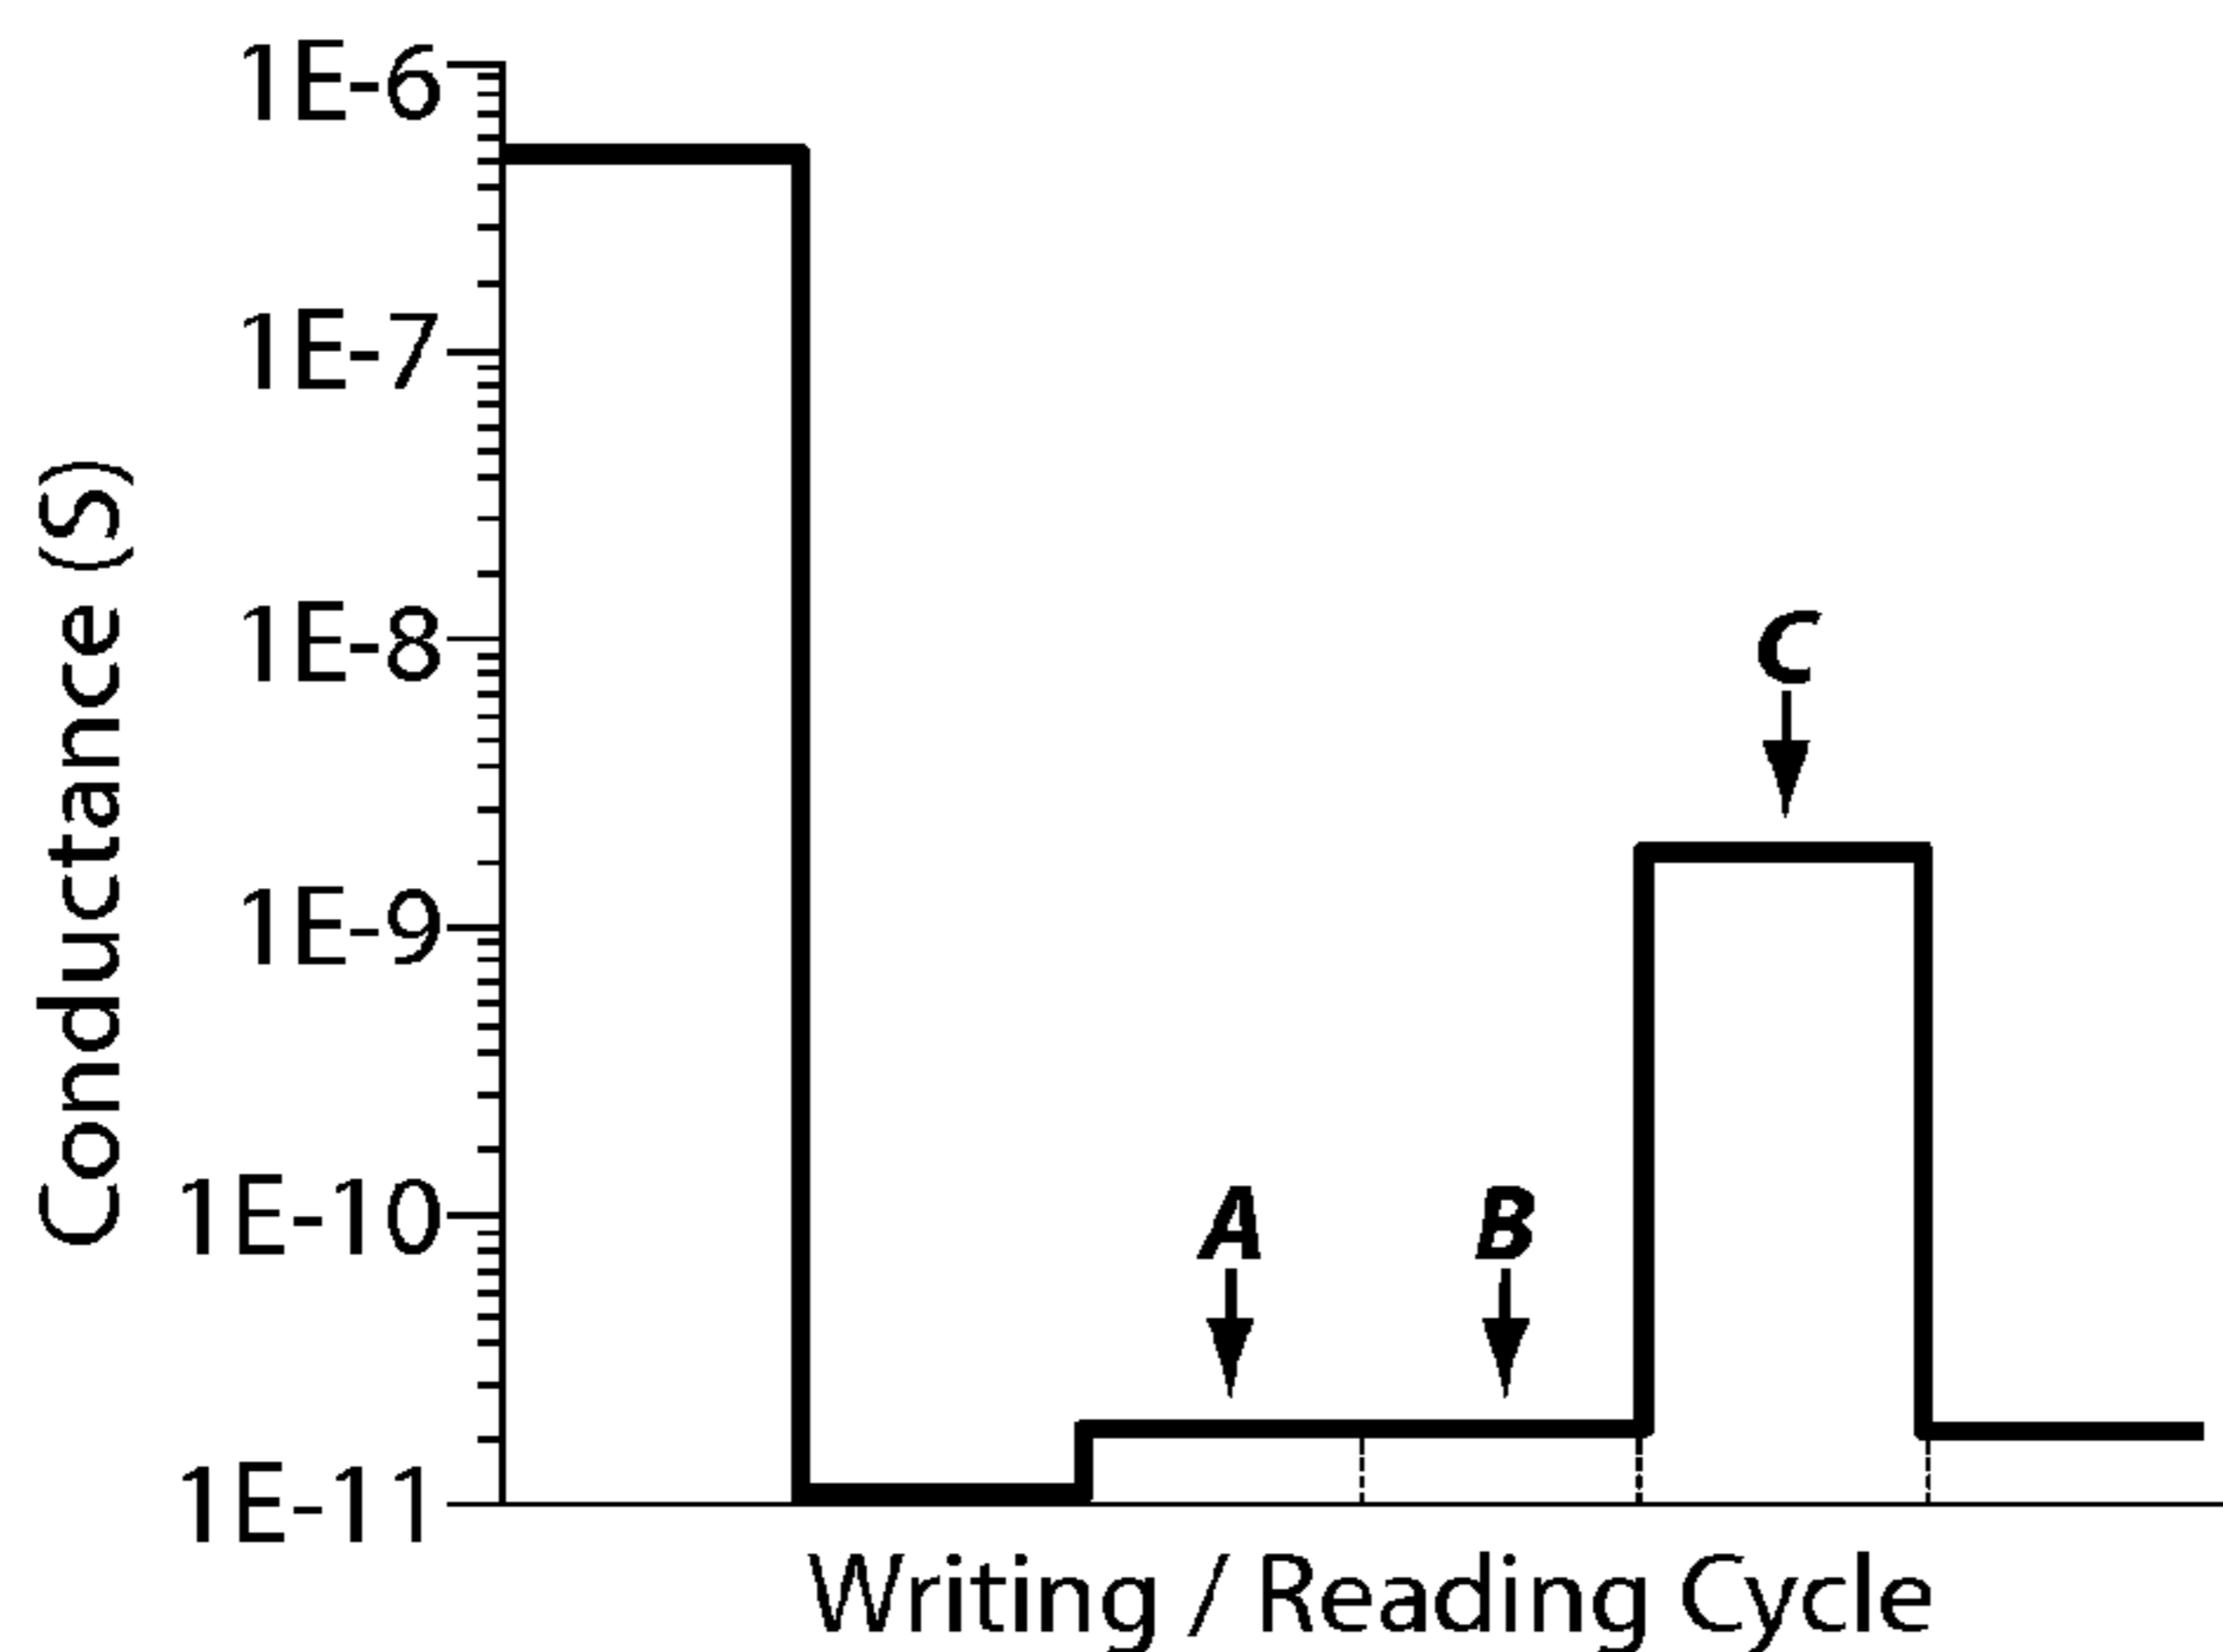 1E-6
1E-7
1E-8
1E-9
1E-10
1E-11
Conductance (S)
C
A
B
Writing / Reading Cycle